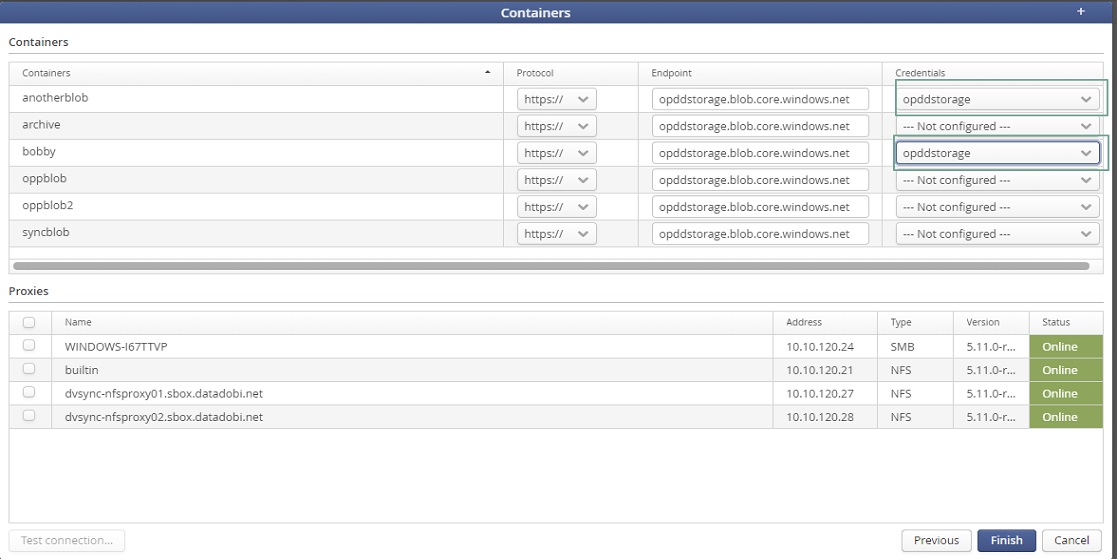 Containers +
Containers
Containers Protocol Endpoint Credentials
anotherblob https:// opddstorage.blob.core.windows.net opddstorage
archive https:// opddstorage.blob.core.windows.net --- Not configured ---
bobby https:// opddstorage.blob.core.windows.net opddstorage
oppblob https:// opddstorage.blob.core.windows.net --- Not configured ---
oppblob2 https:// opddstorage.blob.core.windows.net --- Not configured ---
syncblob https:// opddstorage.blob.core.windows.net --- Not configured ---
Proxies
Name Address Type Version Status
WINDOWS-I67TTVP 10.10.120.24 SMB 5.11.0-r... Online
builtin 10.10.120.21 NFS 5.11.0-r... Online
dvsync-nfsproxy01.sbox.datadobi.net 10.10.120.27 NFS 5.11.0-r... Online
dvsync-nfsproxy02.sbox.datadobi.net 10.10.120.28 NFS 5.11.0-r... Online
Test connection... Previous Finish Cancel